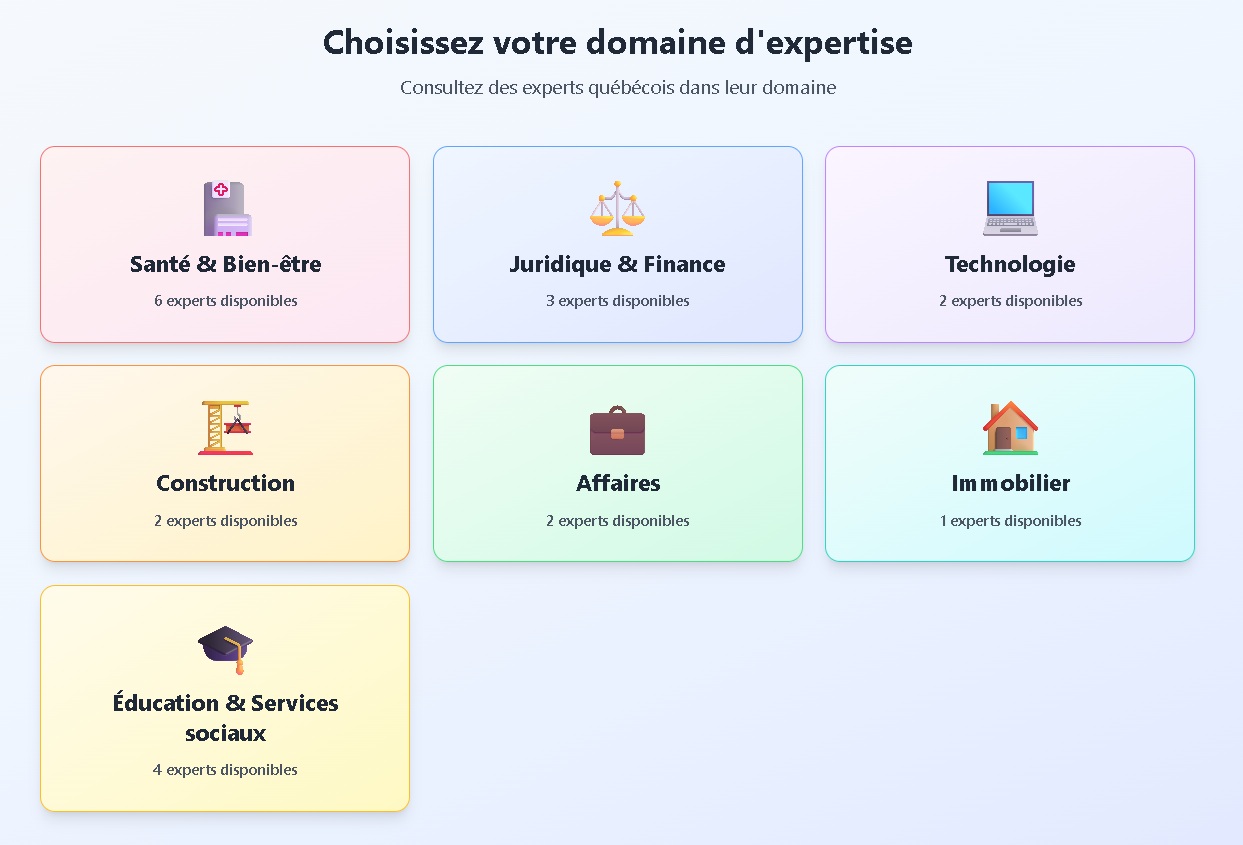 Choisissez votre domaine d'expertise
Consultez des experts québécois dans leur domaine
Santé & Bien-être
6 experts disponibles
Juridique & Finance
3 experts disponibles
Technologie
2 experts disponibles
Construction
2 experts disponibles
Affaires
2 experts disponibles
Immobilier
1 experts disponibles
Éducation & Services
sociaux
4 experts disponibles